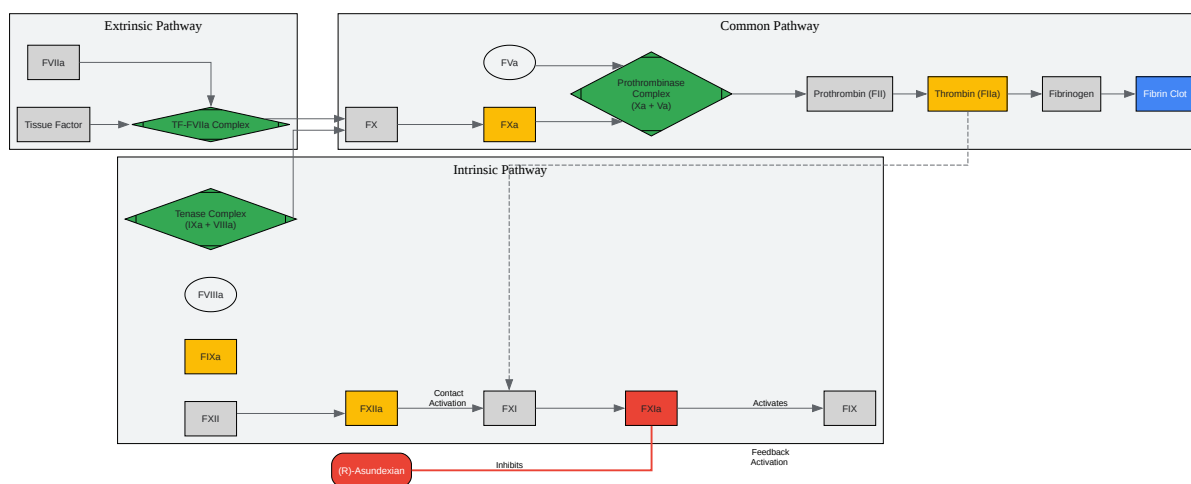 Extrinsic Pathway
Common Pathway
FVIIa
FVa
Prothrombinase
Complex
(Xa + Va)
Prothrombin (FII)
Thrombin (FIIa)
Fibrinogen
Fibrin Clot
Tissue Factor
TF-FVIIa Complex
FX
FXa
Intrinsic Pathway
Tenase Complex
(IXa + VIIIa)
FVIIIa
FIXa
FXII
FXIIa
Contact
Activation
FXI
FXIa
Activates
FIX
(R)-Asundexian
Inhibits
Feedback
Activation